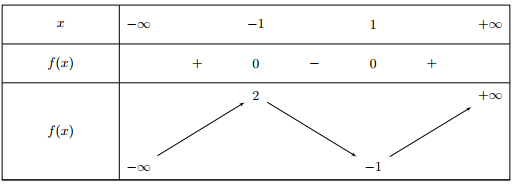 x −∞ −1 1 +∞
f(x) + 0 − 0 +
2 +∞
f(x)
−∞ −1